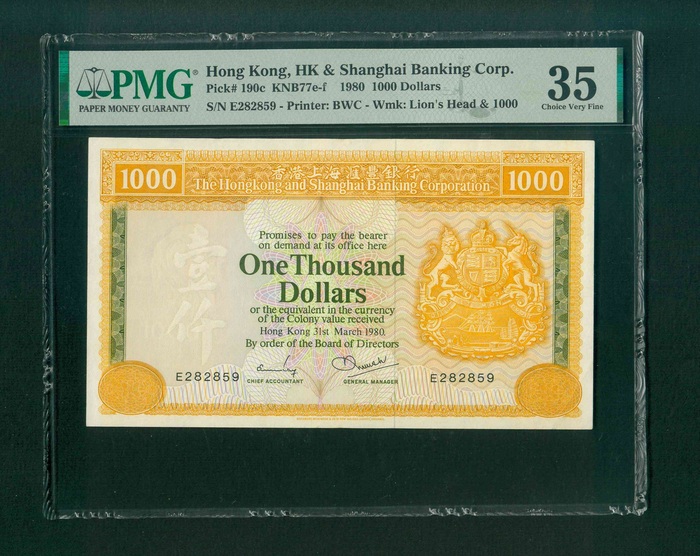 PMG
PAPER MONEY GUARANTY
Hong Kong, HK & Shanghai Banking Corp.
Pick# 190c KNB77e-f 1980 1000 Dollars
S/N E282859 - Printer: BWC - Wmk: Lion's Head & 1000
35
Choice Very Fine
1000
香港上海滙豐銀行
1000
The Hongkong and Shanghai Banking Corporation
Promises to pay the bearer
on demand at its office here
One Thousand
Dollars
or the equivalent in the currency
of the Colony value received
Hong Kong 31st March 1980
By order of the Board of Directors
壹仟
E282859
CHIEF ACCOUNTANT
GENERAL MANAGER
E282859